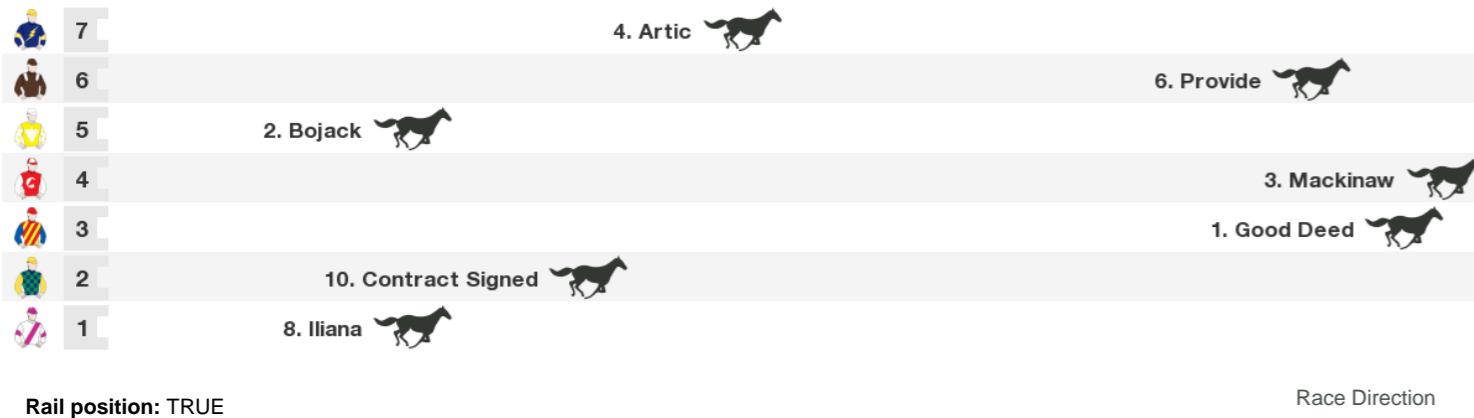 7 4. Artic
6 6. Provide
5 2. Bojack
4 3. Mackinaw
3 1. Good Deed
2 10. Contract Signed
1 8. Iliana
Race Direction
Rail position: TRUE